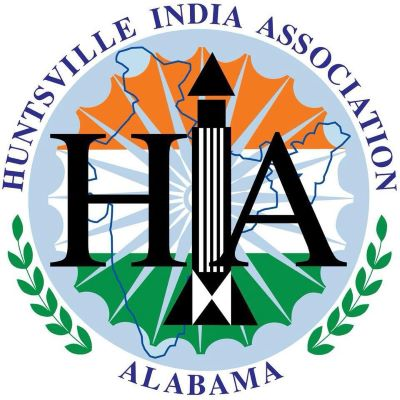 HUNTSVILLE INDIA ASSOCIATION
HIA
ALABAMA